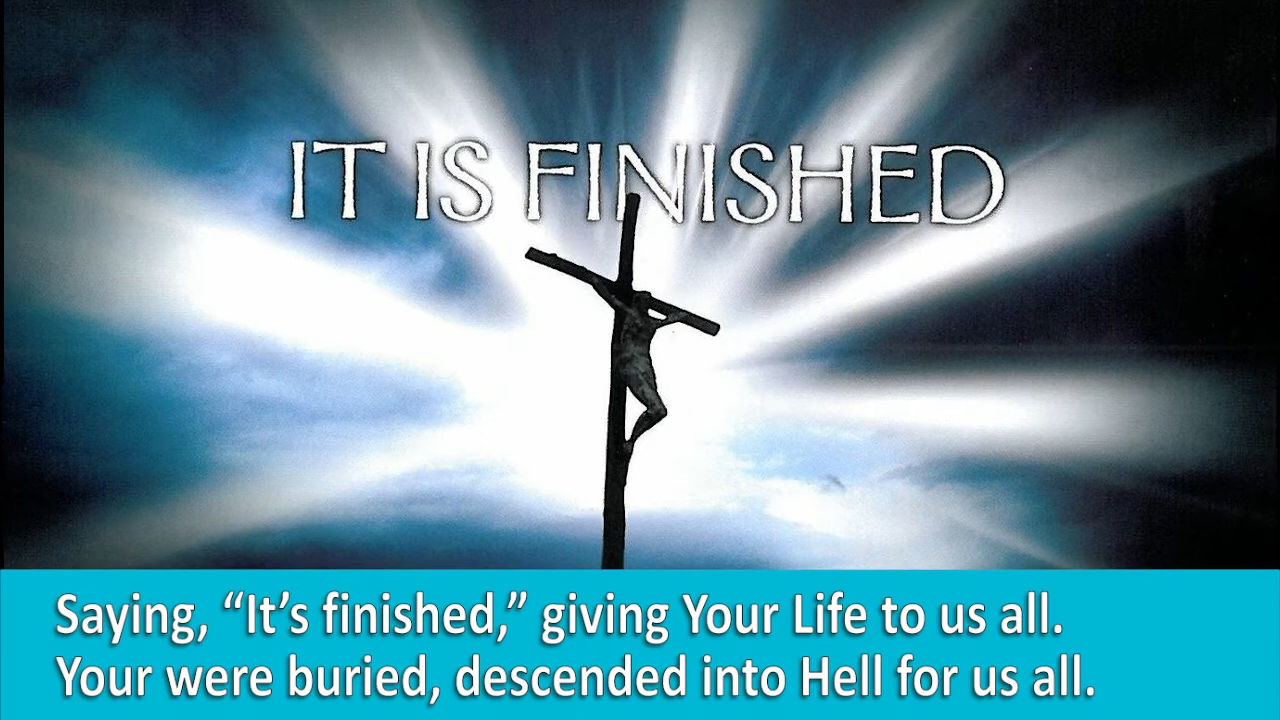 IT IS FINISHED
Saying, “It’s finished,” giving Your Life to us all.
Your were buried, descended into Hell for us all.